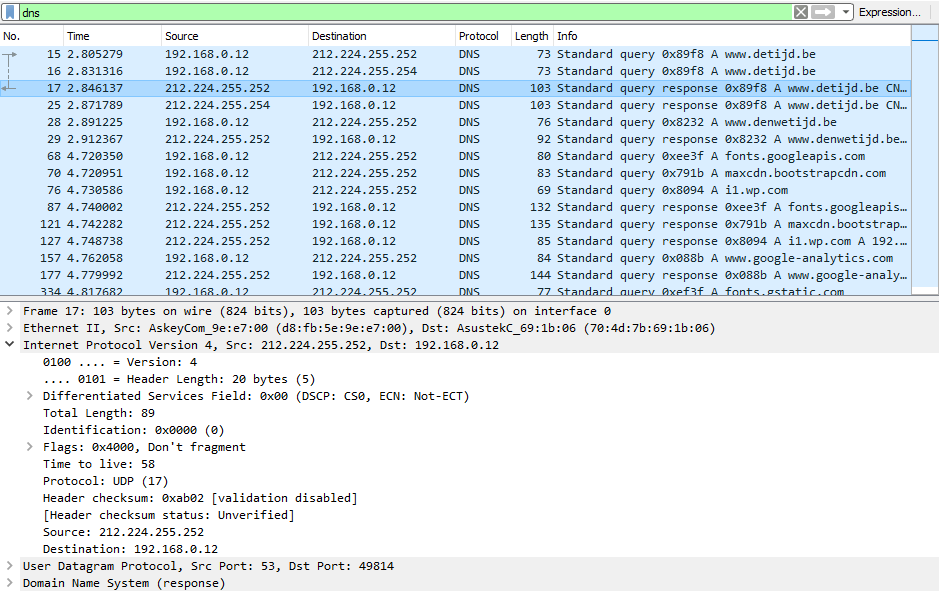 dns Expression...
No. Time Source Destination Protocol Length Info
15 2.805279 192.168.0.12 212.224.255.252 DNS 73 Standard query 0x89f8 A www.detijd.be
16 2.831316 192.168.0.12 212.224.255.254 DNS 73 Standard query 0x89f8 A www.detijd.be
17 2.846137 212.224.255.252 192.168.0.12 DNS 103 Standard query response 0x89f8 A www.detijd.be CN...
25 2.871789 212.224.255.254 192.168.0.12 DNS 103 Standard query response 0x89f8 A www.detijd.be CN...
28 2.891225 192.168.0.12 212.224.255.252 DNS 76 Standard query 0x8232 A www.denwetijd.be
29 2.912367 212.224.255.252 192.168.0.12 DNS 92 Standard query response 0x8232 A www.denwetijd.be...
68 4.720350 192.168.0.12 212.224.255.252 DNS 80 Standard query 0xee3f A fonts.googleapis.com
70 4.720951 192.168.0.12 212.224.255.252 DNS 83 Standard query 0x791b A maxcdn.bootstrapcdn.com
76 4.730586 192.168.0.12 212.224.255.252 DNS 69 Standard query 0x8094 A i1.wp.com
87 4.740002 212.224.255.252 192.168.0.12 DNS 132 Standard query response 0xee3f A fonts.googleapis...
121 4.742282 212.224.255.252 192.168.0.12 DNS 135 Standard query response 0x791b A maxcdn.bootstrap...
127 4.748738 212.224.255.252 192.168.0.12 DNS 85 Standard query response 0x8094 A i1.wp.com A 192....
157 4.762058 192.168.0.12 212.224.255.252 DNS 84 Standard query 0x088b A www.google-analytics.com
177 4.779992 212.224.255.252 192.168.0.12 DNS 144 Standard query response 0x088b A www.google-analy...
334 4.817682 192.168.0.12 212.224.255.252 DNS 77 Standard query 0xef3f A fonts.gstatic.com
Frame 17: 103 bytes on wire (824 bits), 103 bytes captured (824 bits) on interface 0
Ethernet II, Src: AskeyCom_9e:e7:00 (d8:fb:5e:9e:e7:00), Dst: AsustekC_69:1b:06 (70:4d:7b:69:1b:06)
Internet Protocol Version 4, Src: 212.224.255.252, Dst: 192.168.0.12
0100 .... = Version: 4
.... 0101 = Header Length: 20 bytes (5)
Differentiated Services Field: 0x00 (DSCP: CS0, ECN: Not-ECT)
Total Length: 89
Identification: 0x0000 (0)
Flags: 0x4000, Don't fragment
Time to live: 58
Protocol: UDP (17)
Header checksum: 0xab02 [validation disabled]
[Header checksum status: Unverified]
Source: 212.224.255.252
Destination: 192.168.0.12
User Datagram Protocol, Src Port: 53, Dst Port: 49814
Domain Name System (response)